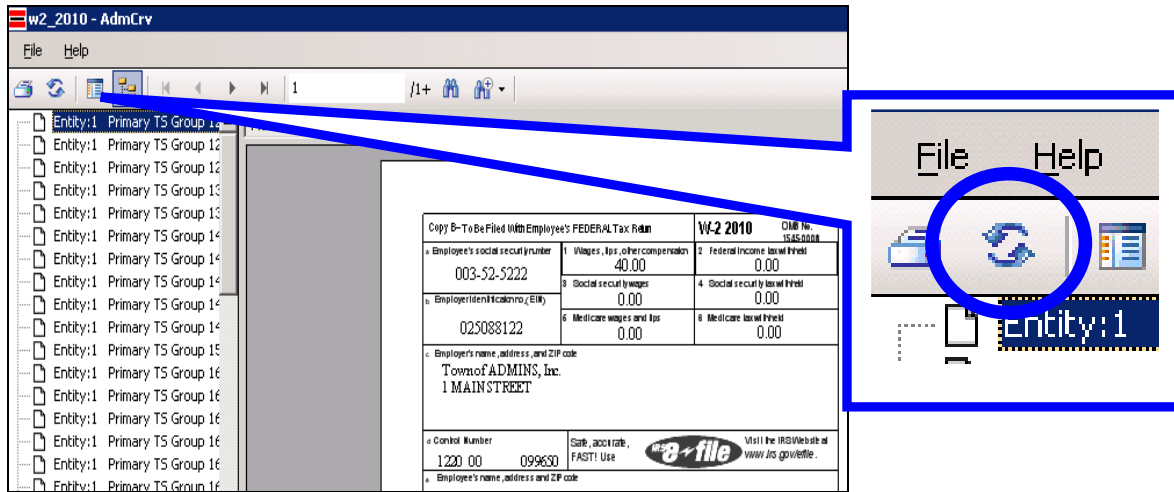 w2_2010 - AdmCrv
File Help
1 /1+
Entity:1 Primary TS Group 12
Entity:1 Primary TS Group 12
Entity:1 Primary TS Group 12
Entity:1 Primary TS Group 13
Entity:1 Primary TS Group 13
Entity:1 Primary TS Group 14
Entity:1 Primary TS Group 14
Entity:1 Primary TS Group 14
Entity:1 Primary TS Group 14
Entity:1 Primary TS Group 14
Entity:1 Primary TS Group 15
Entity:1 Primary TS Group 16
Entity:1 Primary TS Group 16
Entity:1 Primary TS Group 16
Entity:1 Primary TS Group 16
Entity:1 Primary TS Group 16
Entity:1 Primary TS Group 16
Copy B-To Be Filed With Employee's FEDERAL Tax Return
W-2 2010 OMB No.
1545-0008
a Employee's social security number
003-52-5222
1 Wages, tips, other compensation
40.00
2 Federal income tax withheld
0.00
3 Social security wages
0.00
4 Social security tax withheld
0.00
b Employer identification no. (EIN)
025088122
5 Medicare wages and tips
0.00
6 Medicare tax withheld
0.00
c Employer's name, address, and ZIP code
Town of ADMINS, Inc.
1 MAIN STREET
d Control Number
1220 00 099650
Safe, accurate,
FAST! Use
IRS e-file
Visit the IRS Website at
www.irs.gov/efile.
e Employee's name, address and ZIP code
File Help
Entity:1